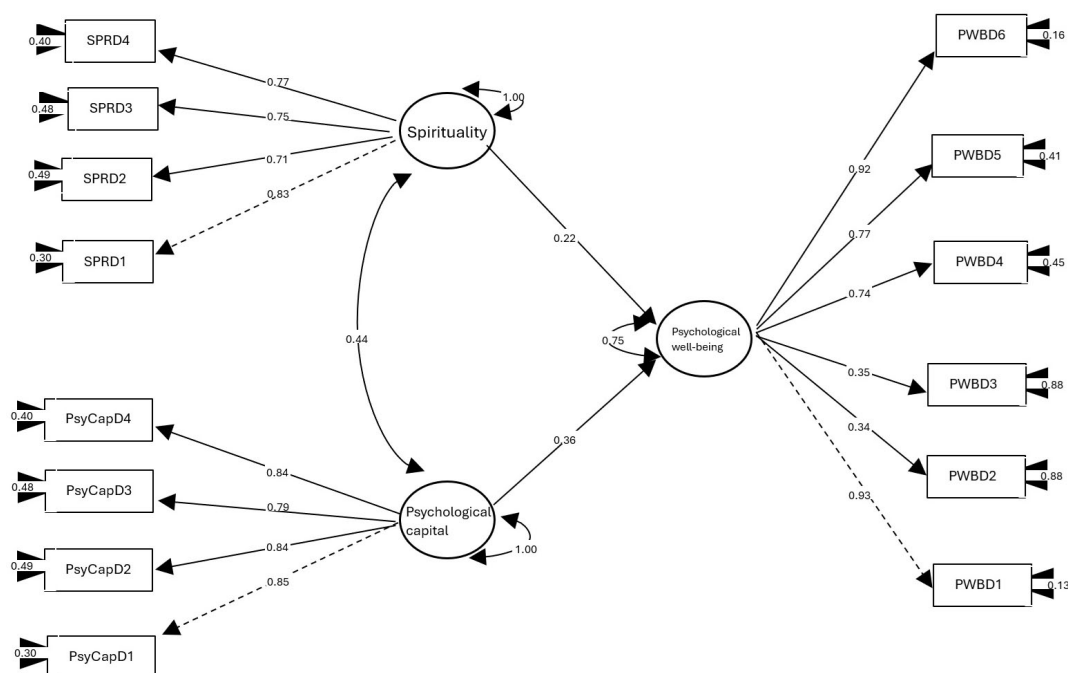 0.40
SPRD4
0.77
0.48
SPRD3
0.75
0.49
SPRD2
0.71
0.30
SPRD1
0.83
Spirituality
1.00
0.22
0.44
0.40
PsyCapD4
0.84
0.48
PsyCapD3
0.79
0.49
PsyCapD2
0.84
0.30
PsyCapD1
0.85
Psychological
capital
1.00
0.36
Psychological
well-being
0.75
0.92
PWBD6
0.16
0.77
PWBD5
0.41
0.74
PWBD4
0.45
0.35
PWBD3
0.88
0.34
PWBD2
0.88
0.93
PWBD1
0.13